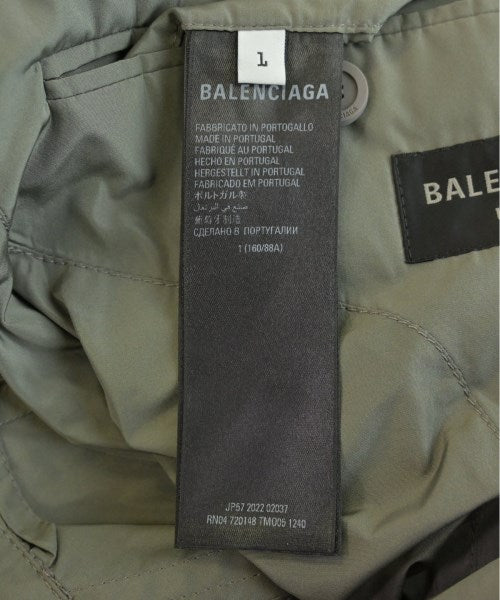 1
BALENCIAGA
FABBRICATO IN PORTOGALLO
MADE IN PORTUGAL
FABRIQUÉ AU PORTUGAL
HECHO EN PORTUGAL
HERGESTELLT IN PORTUGAL
FABRICADO EM PORTUGAL
ポルトガル製
صنع في البرتغال
葡萄牙制造
СДЕЛАНО В ПОРТУГАЛИИ
1 (160/88A)
JP57 2022 02037
RN04 720148 TMO05 1240
BALE